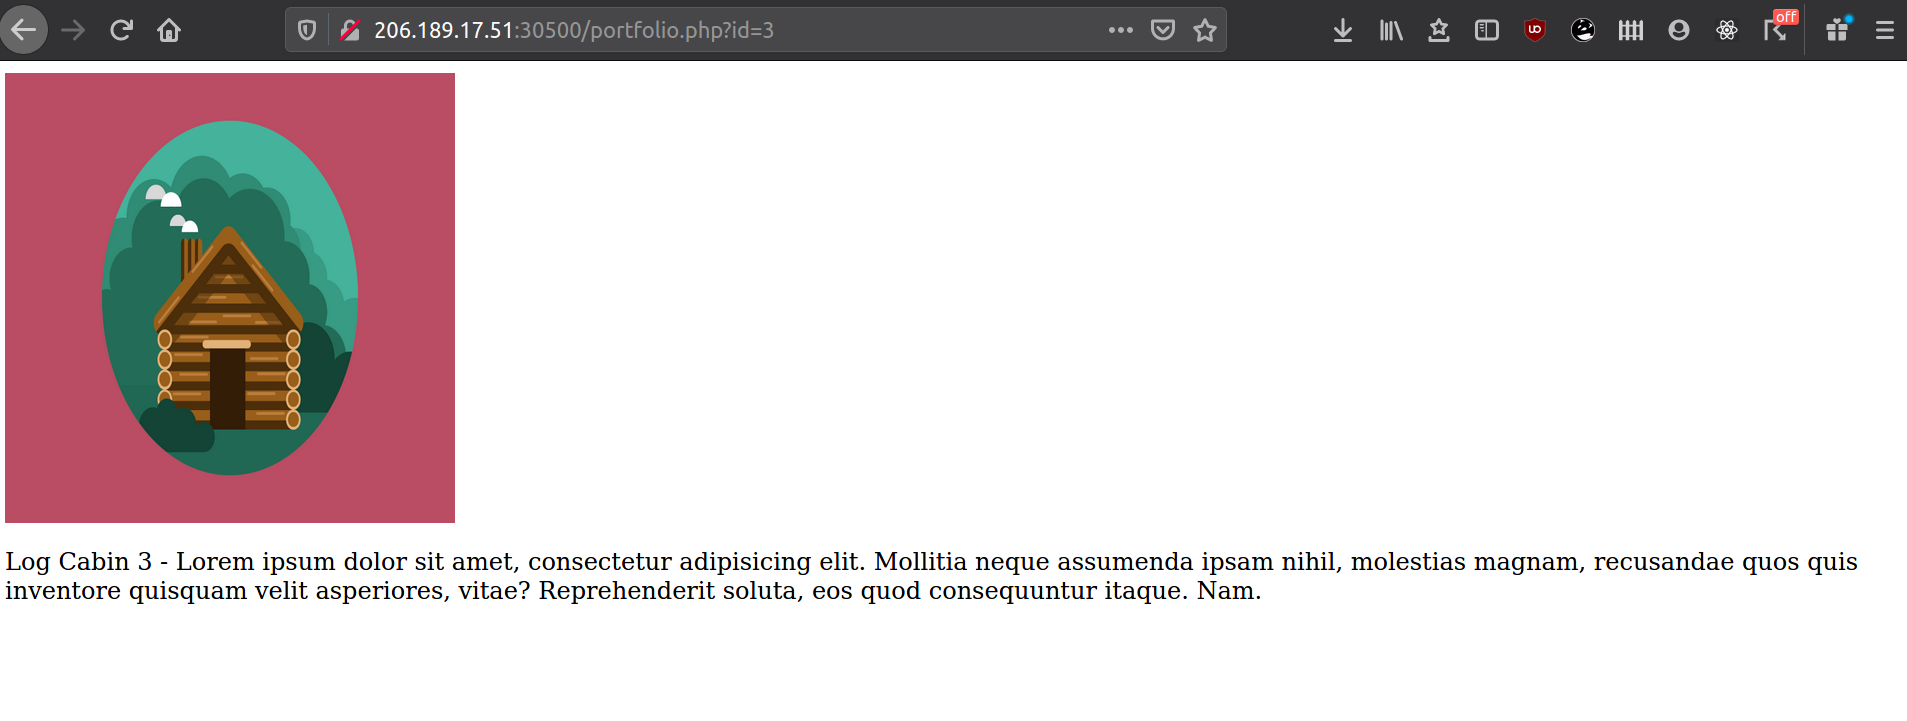 206.189.17.51:30500/portfolio.php?id=3
off
Log Cabin 3 - Lorem ipsum dolor sit amet, consectetur adipisicing elit. Mollitia neque assumenda ipsam nihil, molestias magnam, recusandae quos quis
inventore quisquam velit asperiores, vitae? Reprehenderit soluta, eos quod consequuntur itaque. Nam.